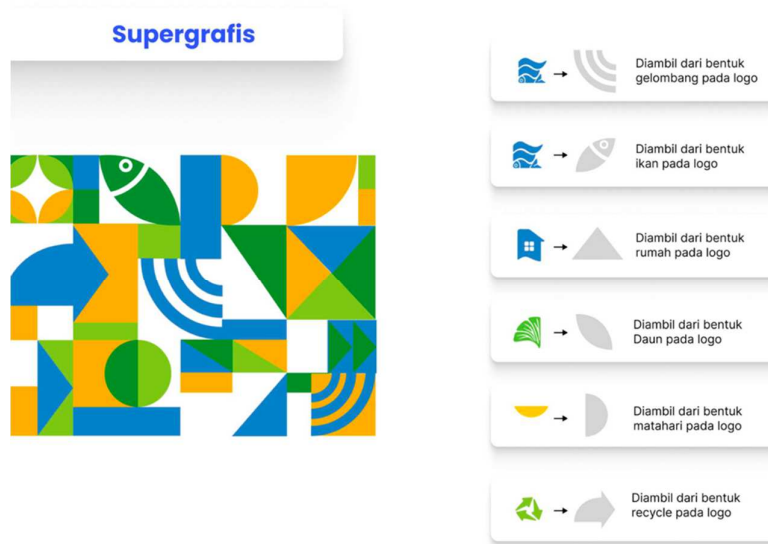 Supergrafis
Diambil dari bentuk
gelombang pada logo
Diambil dari bentuk
ikan pada logo
Diambil dari bentuk
rumah pada logo
Diambil dari bentuk
Daun pada logo
Diambil dari bentuk
matahari pada logo
Diambil dari bentuk
recycle pada logo